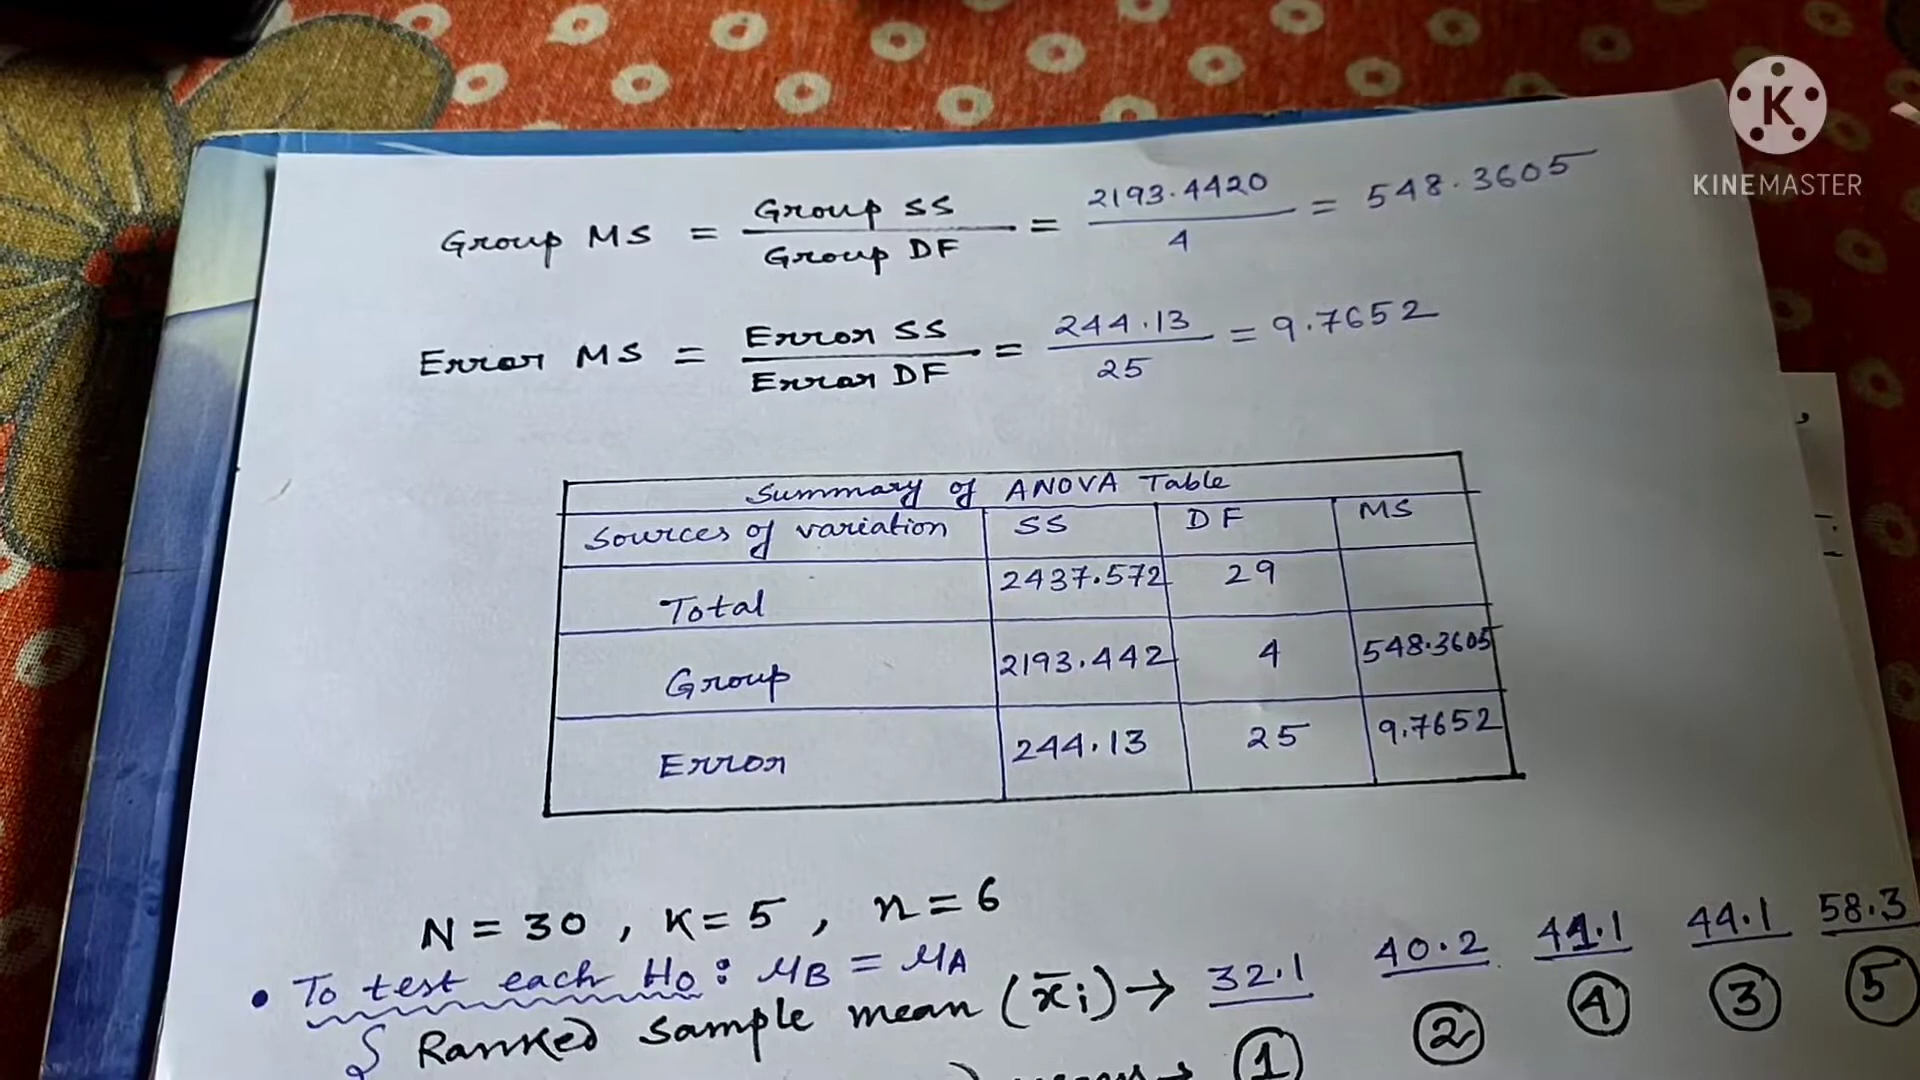 K
KINEMASTER
Group MS = Group SS / Group DF = 2193.4420 / 4 = 548.3605
Error MS = Error SS / Error DF = 244.13 / 25 = 9.7652
Summary of ANOVA Table
Sources of variation SS DF MS
Total 2437.572 29
Group 2193.442 4 548.3605
Error 244.13 25 9.7652
N = 30 , K = 5 , n = 6
• To test each H₀ : μB = μA
Ranked sample mean (x̄i) → 32.1 40.2 44.1 44.1 58.3
① ② ④ ③ ⑤